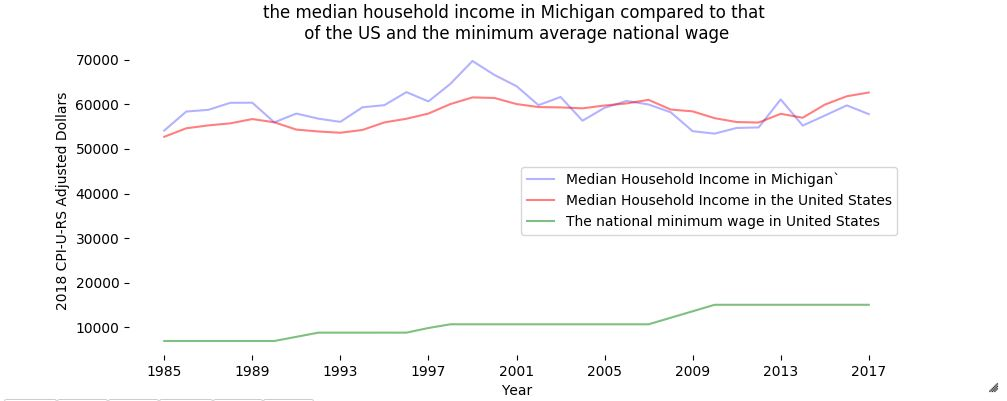 the median household income in Michigan compared to that
of the US and the minimum average national wage
70000
60000
50000
40000
30000
20000
10000
2018 CPI-U-RS Adjusted Dollars
Median Household Income in Michigan`
Median Household Income in the United States
The national minimum wage in United States
1985 1989 1993 1997 2001 2005 2009 2013 2017
Year